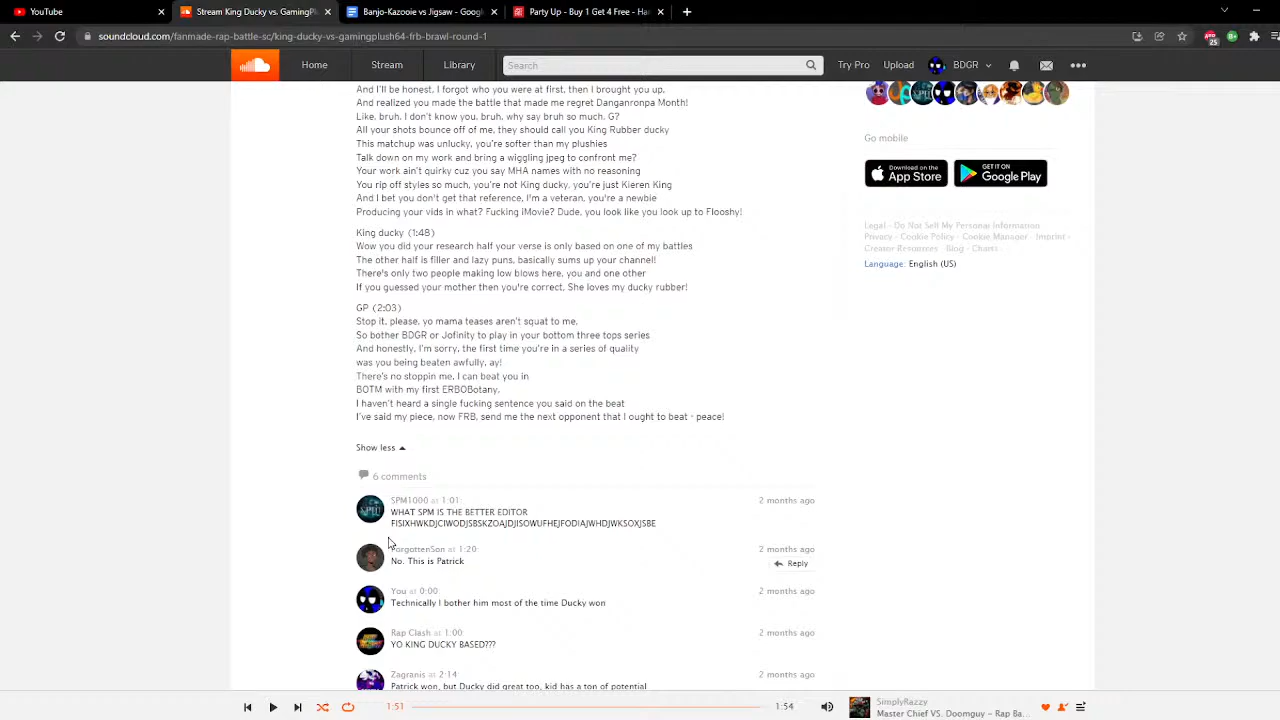 YouTube
Stream King Ducky vs. GamingPl
Banjo-Kazooie vs Jigsaw - Googl
Party Up - Buy 1 Get 4 Free - Ha
soundcloud.com/fanmade-rap-battle-sc/king-ducky-vs-gamingplush64-frb-brawl-round-1
25
Home
Stream
Library
Search
Try Pro
Upload
BDGR
And I'll be honest, I forgot who you were at first, then I brought you up,
And realized you made the battle that made me regret Danganronpa Month!
Like, bruh, I don't know you, bruh, why say bruh so much, G?
All your shots bounce off of me, they should call you King Rubber ducky
This matchup was unlucky, you're softer than my plushies
Talk down on my work and bring a wiggling jpeg to confront me?
Your work ain't quirky cuz you say MHA names with no reasoning
You rip off styles so much, you're not King ducky, you're just Kieren King
And I bet you don't get that reference, I'm a veteran, you're a newbie
Producing your vids in what? Fucking iMovie? Dude, you look like you look up to Flooshy!
King ducky (1:48)
Wow you did your research half your verse is only based on one of my battles
The other half is filler and lazy puns, basically sums up your channel!
There's only two people making low blows here, you and one other
If you guessed your mother then you're correct, She loves my ducky rubber!
GP (2:03)
Stop it, please, yo mama teases aren't squat to me,
So bother BDGR or Jofinity to play in your bottom three tops series
And honestly, I'm sorry, the first time you're in a series of quality
was you being beaten awfully, ay!
There's no stoppin me, I can beat you in
BOTM with my first ERBOBotany,
I haven't heard a single fucking sentence you said on the beat
I've said my piece, now FRB, send me the next opponent that I ought to beat - peace!
Show less
6 comments
SPM1000 at 1:01:
2 months ago
WHAT SPM IS THE BETTER EDITOR
FISIXHWKDJCIWODJSBSKZOAJDJISOWUFHEJFODIAJWHDJWKSOXJSBE
ForgottenSon at 1:20:
2 months ago
No. This is Patrick
Reply
You at 0:00:
2 months ago
Technically I bother him most of the time Ducky won
Rap Clash at 1:00:
2 months ago
YO KING DUCKY BASED???
Zagranis at 2:14:
2 months ago
Patrick won, but Ducky did great too, kid has a ton of potential
Go mobile
Download on the
App Store
GET IT ON
Google Play
Legal - Do Not Sell My Personal Information
Privacy - Cookie Policy - Cookie Manager - Imprint -
Creator Resources - Blog - Charts -
Language: English (US)
1:51
1:54
SimplyRazzy
Master Chief VS. Doomguy – Rap Ba...